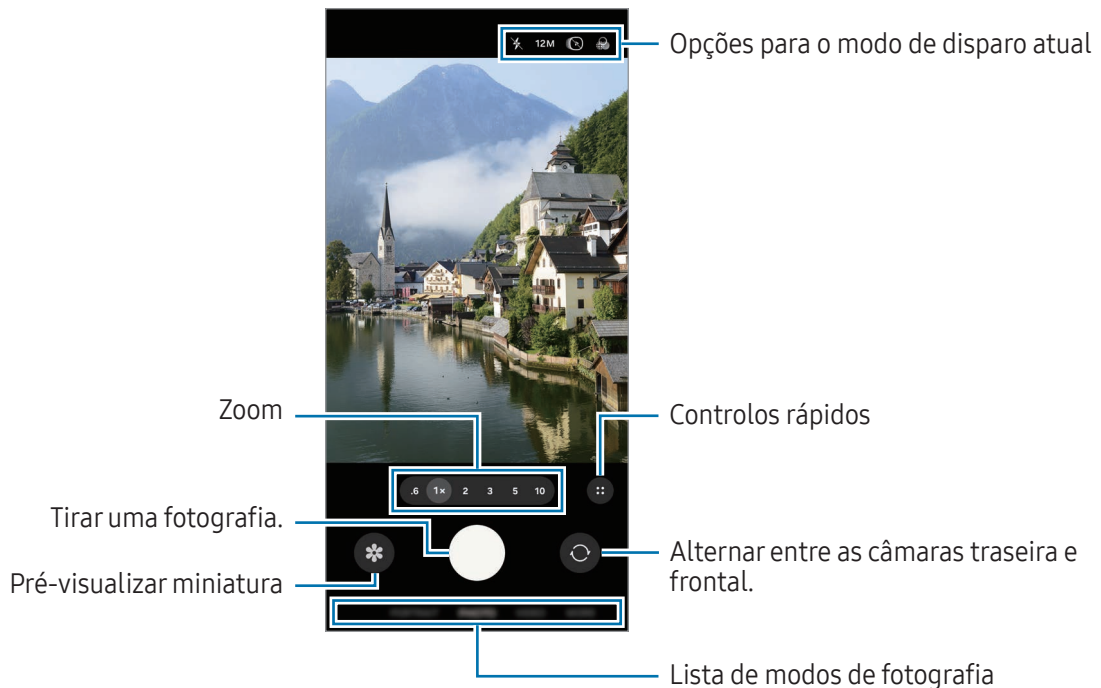 12M
Opções para o modo de disparo atual
Zoom
Controlos rápidos
.6 1× 2 3 5 10
Tirar uma fotografia.
Alternar entre as câmaras traseira e
frontal.
Pré-visualizar miniatura
Lista de modos de fotografia